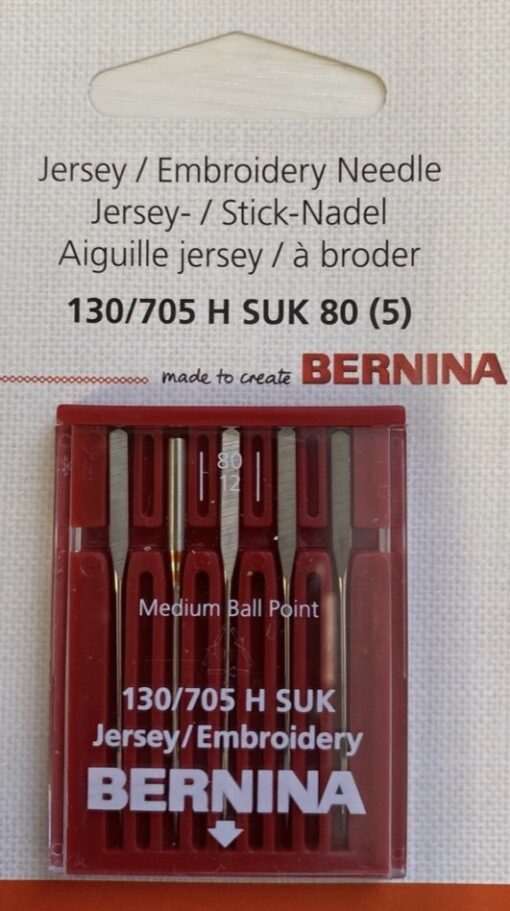 Jersey / Embroidery Needle
Jersey- / Stick-Nadel
Aiguille jersey / à broder
130/705 H SUK 80 (5)
made to create BERNINA
80
12
Medium Ball Point
130/705 H SUK
Jersey/Embroidery
BERNINA